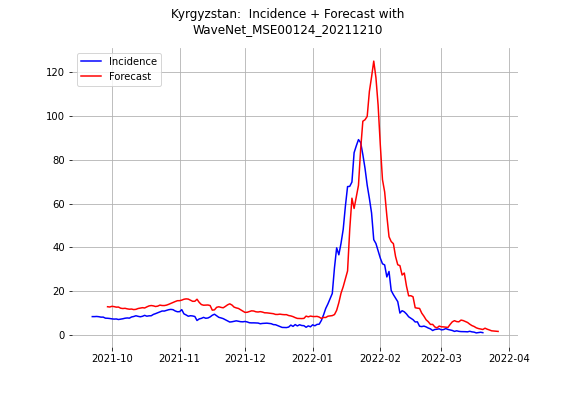 Kyrgyzstan:  Incidence + Forecast with
WaveNet_MSE00124_20211210
Incidence
Forecast
120
100
80
60
40
20
0
2021-10 2021-11 2021-12 2022-01 2022-02 2022-03 2022-04